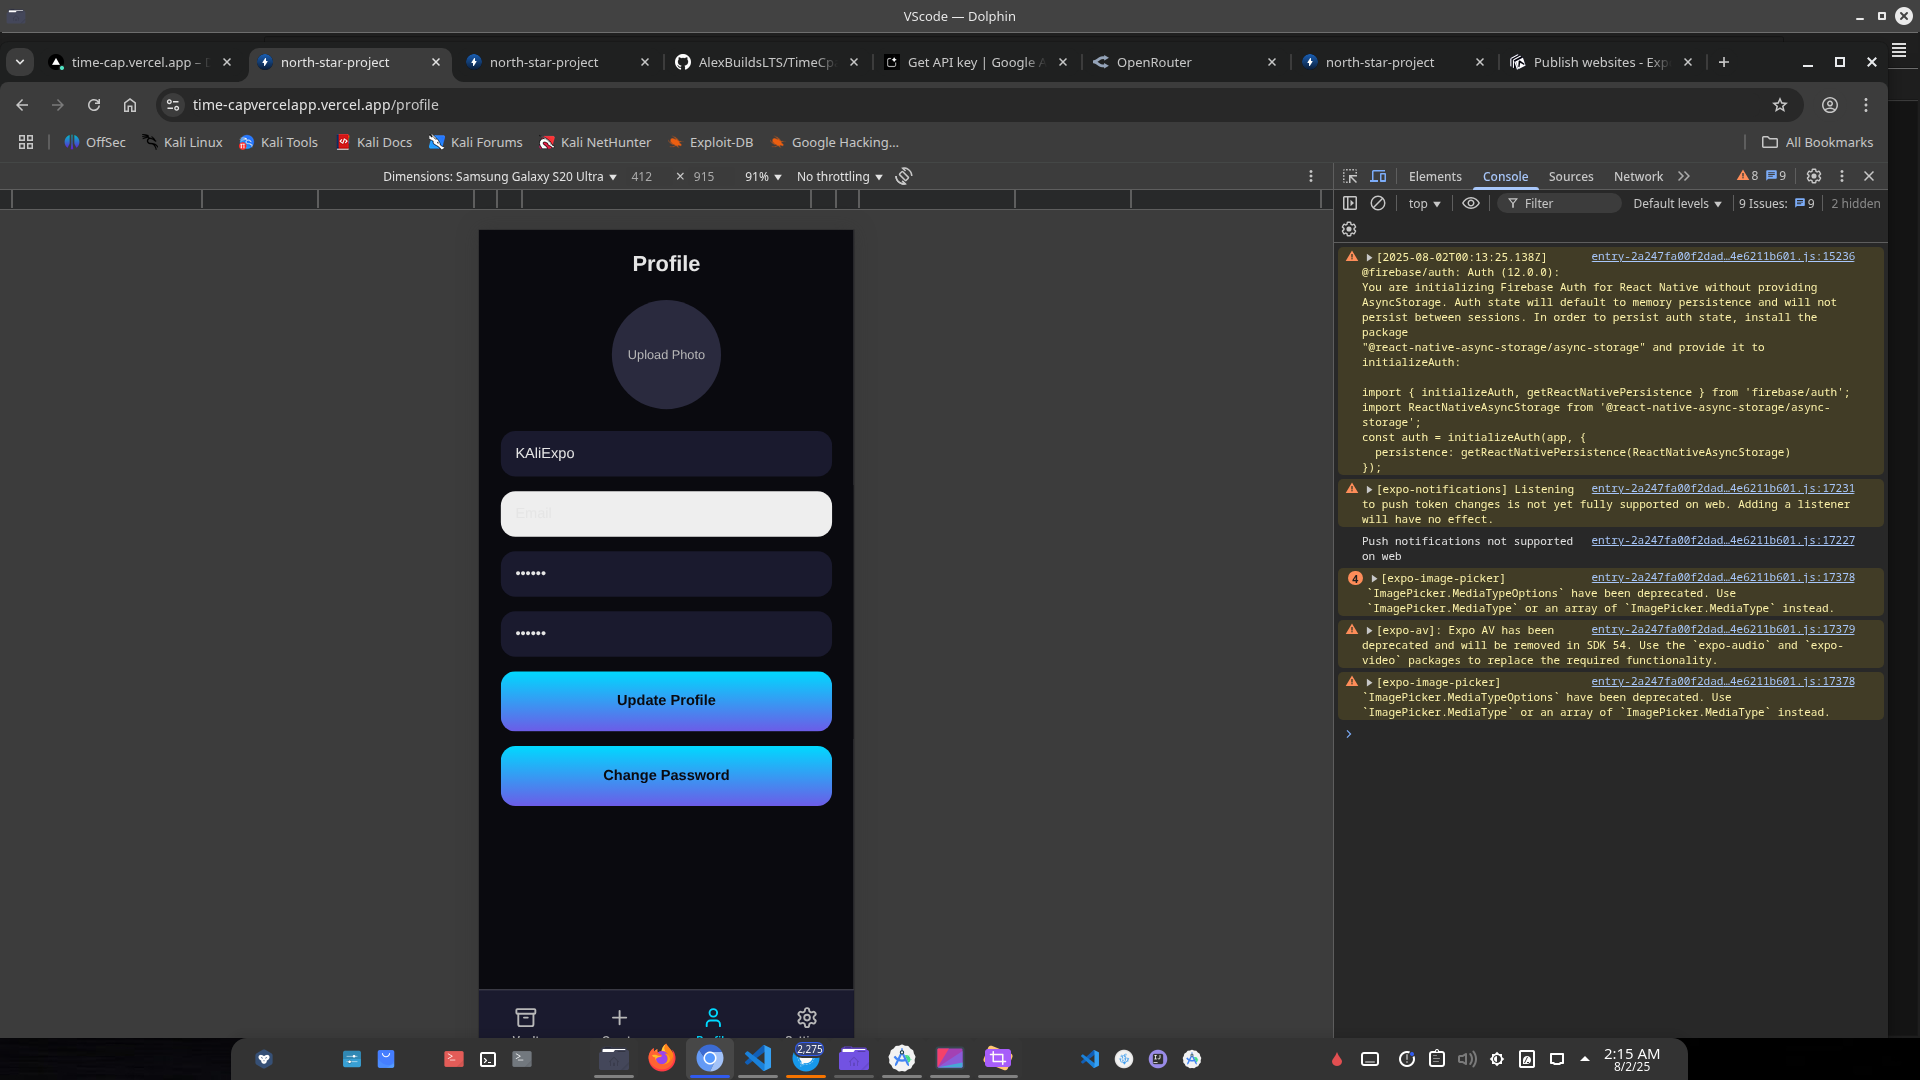 VScode — Dolphin
time-cap.vercel.app –
north-star-project
north-star-project
AlexBuildsLTS/TimeC
Get API key | Google A
OpenRouter
north-star-project
Publish websites - Exp
time-capvercelapp.vercel.app/profile
OffSec
Kali Linux
Kali Tools
Kali Docs
Kali Forums
Kali NetHunter
Exploit-DB
Google Hacking...
All Bookmarks
Dimensions: Samsung Galaxy S20 Ultra 412 × 915 91% No throttling
Elements Console Sources Network 8 9
top Filter Default levels 9 Issues: 9 2 hidden
Profile
Upload Photo
KAliExpo
Email
••••••
••••••
Update Profile
Change Password
[2025-08-02T00:13:25.138Z] entry-2a247fa00f2dad…4e6211b601.js:15236
@firebase/auth: Auth (12.0.0):
You are initializing Firebase Auth for React Native without providing
AsyncStorage. Auth state will default to memory persistence and will not
persist between sessions. In order to persist auth state, install the
package
"@react-native-async-storage/async-storage" and provide it to
initializeAuth:
import { initializeAuth, getReactNativePersistence } from 'firebase/auth';
import ReactNativeAsyncStorage from '@react-native-async-storage/async-
storage';
const auth = initializeAuth(app, {
persistence: getReactNativePersistence(ReactNativeAsyncStorage)
});
[expo-notifications] Listening entry-2a247fa00f2dad…4e6211b601.js:17231
to push token changes is not yet fully supported on web. Adding a listener
will have no effect.
Push notifications not supported entry-2a247fa00f2dad…4e6211b601.js:17227
on web
4 [expo-image-picker] entry-2a247fa00f2dad…4e6211b601.js:17378
`ImagePicker.MediaTypeOptions` have been deprecated. Use
`ImagePicker.MediaType` or an array of `ImagePicker.MediaType` instead.
[expo-av]: Expo AV has been entry-2a247fa00f2dad…4e6211b601.js:17379
deprecated and will be removed in SDK 54. Use the `expo-audio` and `expo-
video` packages to replace the required functionality.
[expo-image-picker] entry-2a247fa00f2dad…4e6211b601.js:17378
`ImagePicker.MediaTypeOptions` have been deprecated. Use
`ImagePicker.MediaType` or an array of `ImagePicker.MediaType` instead.
2,275
2:15 AM
8/2/25